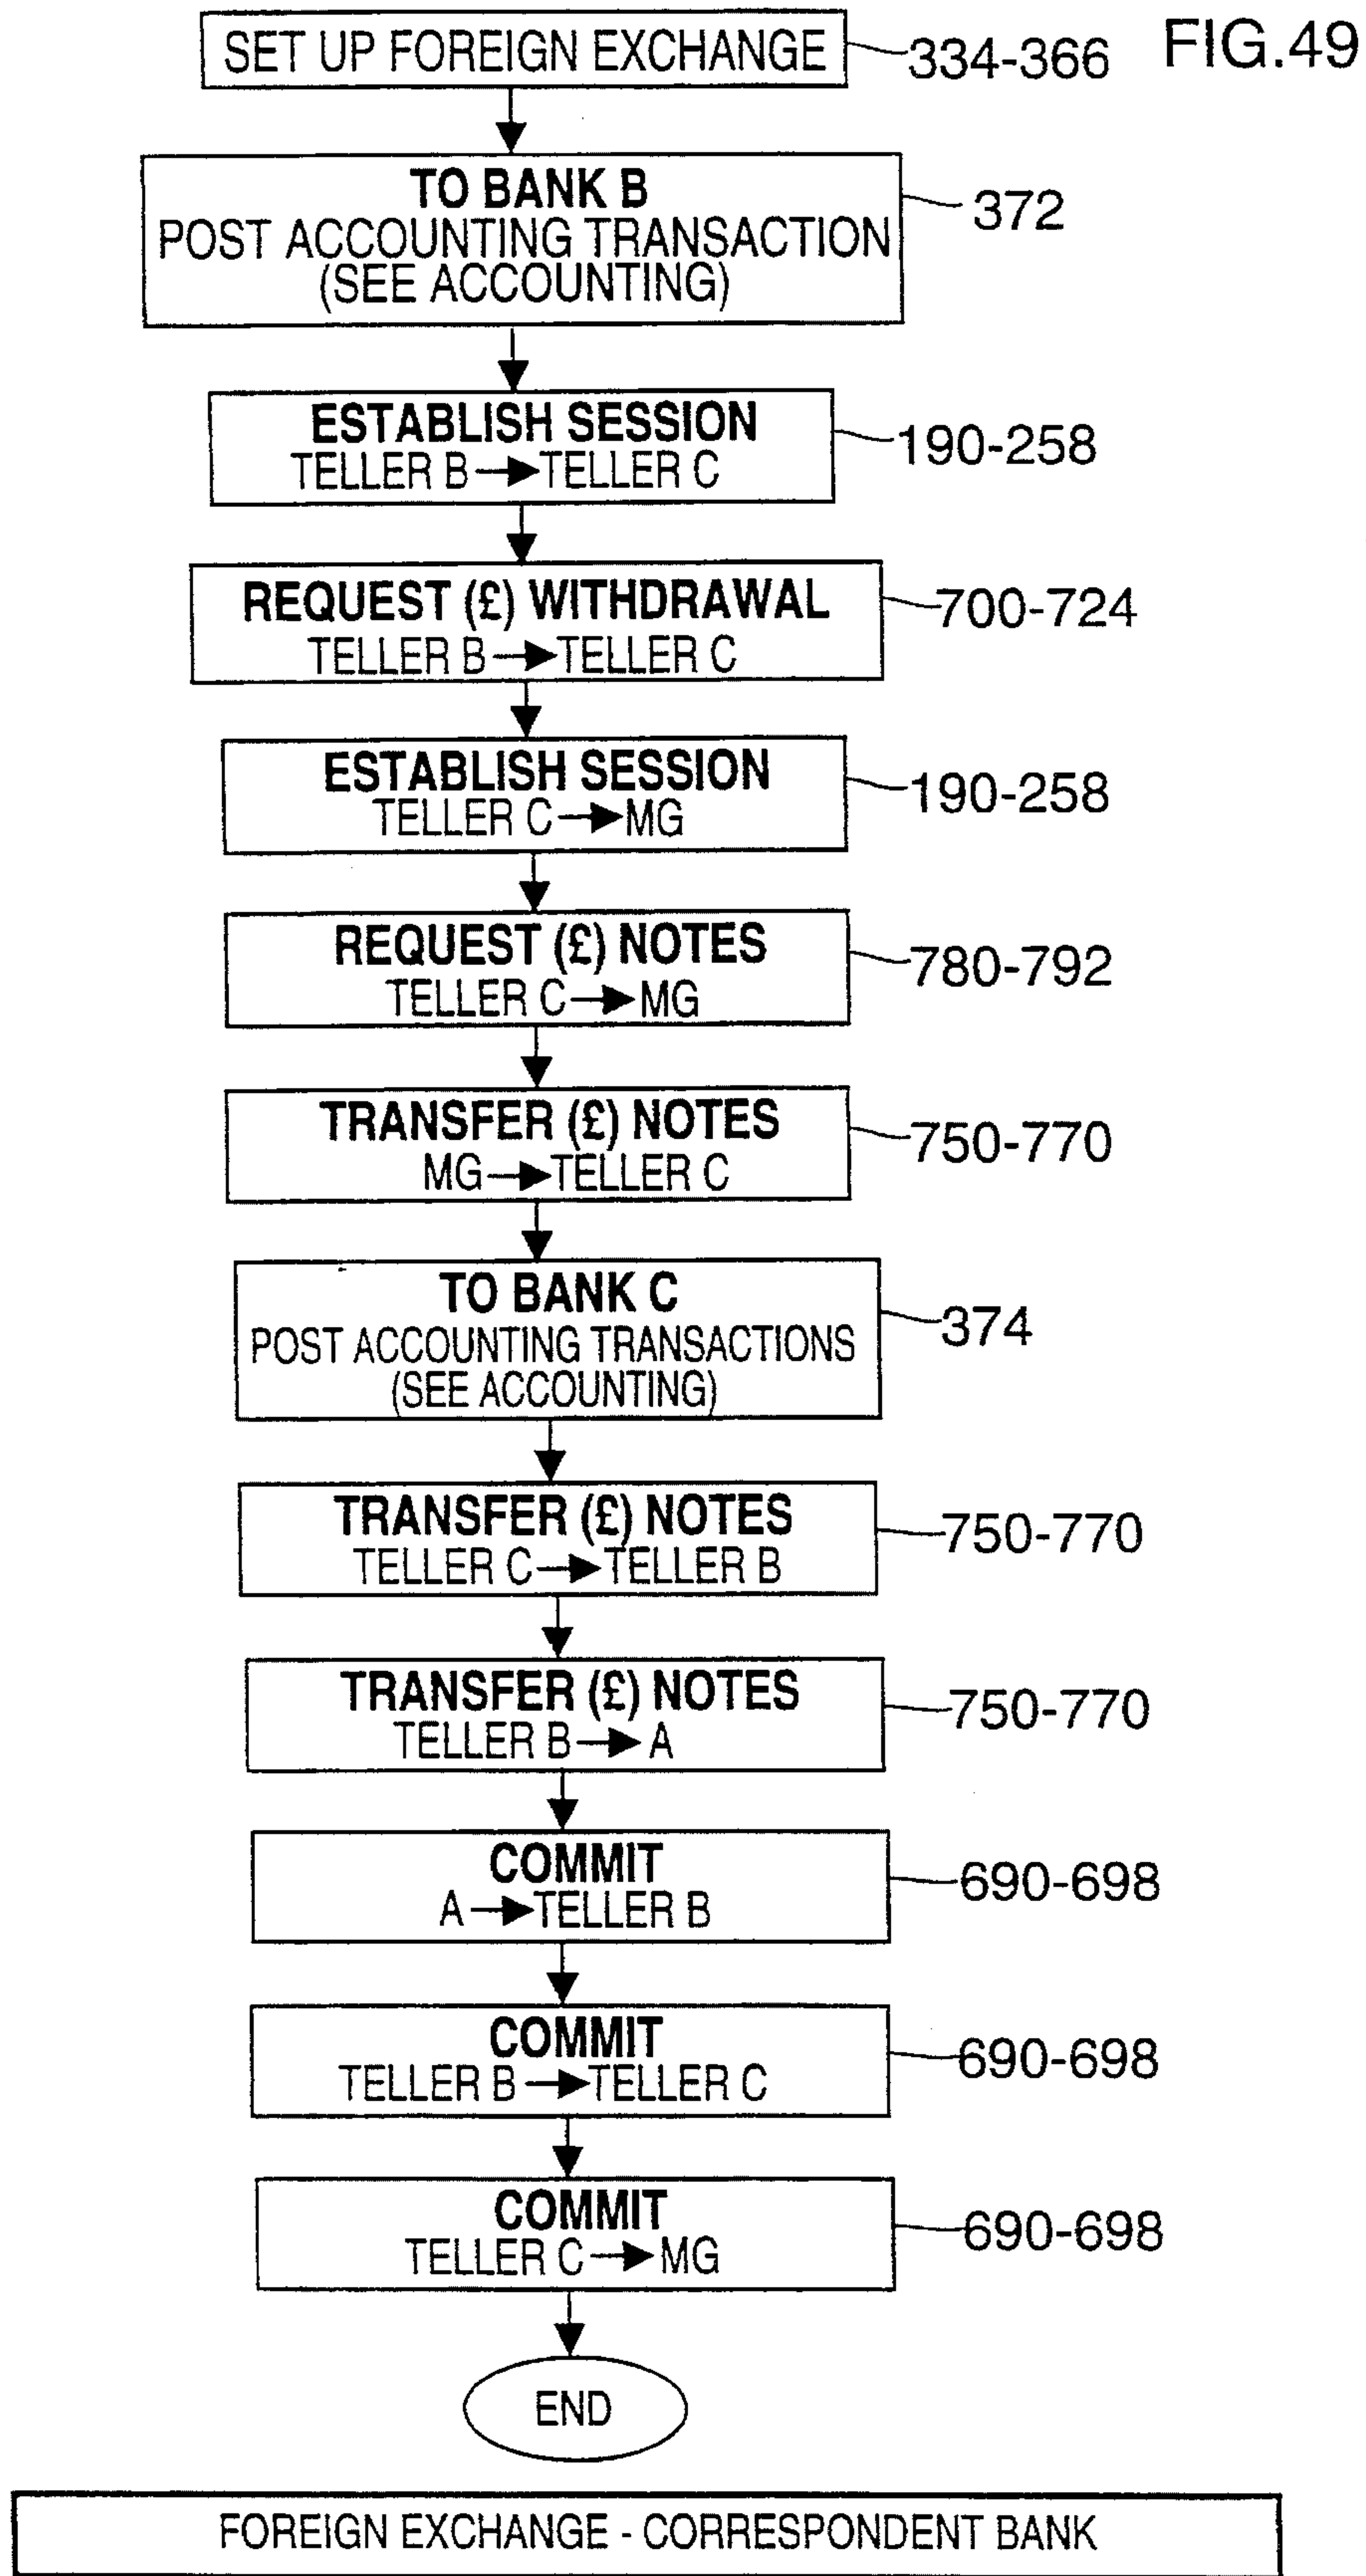 FIG.49
SET UP FOREIGN EXCHANGE
334-366
TO BANK B
POST ACCOUNTING TRANSACTION
(SEE ACCOUNTING)
372
ESTABLISH SESSION
TELLER B → TELLER C
190-258
REQUEST (£) WITHDRAWAL
TELLER B → TELLER C
700-724
ESTABLISH SESSION
TELLER C → MG
190-258
REQUEST (£) NOTES
TELLER C → MG
780-792
TRANSFER (£) NOTES
MG → TELLER C
750-770
TO BANK C
POST ACCOUNTING TRANSACTIONS
(SEE ACCOUNTING)
374
TRANSFER (£) NOTES
TELLER C → TELLER B
750-770
TRANSFER (£) NOTES
TELLER B → A
750-770
COMMIT
A → TELLER B
690-698
COMMIT
TELLER B → TELLER C
690-698
COMMIT
TELLER C → MG
690-698
END
FOREIGN EXCHANGE - CORRESPONDENT BANK